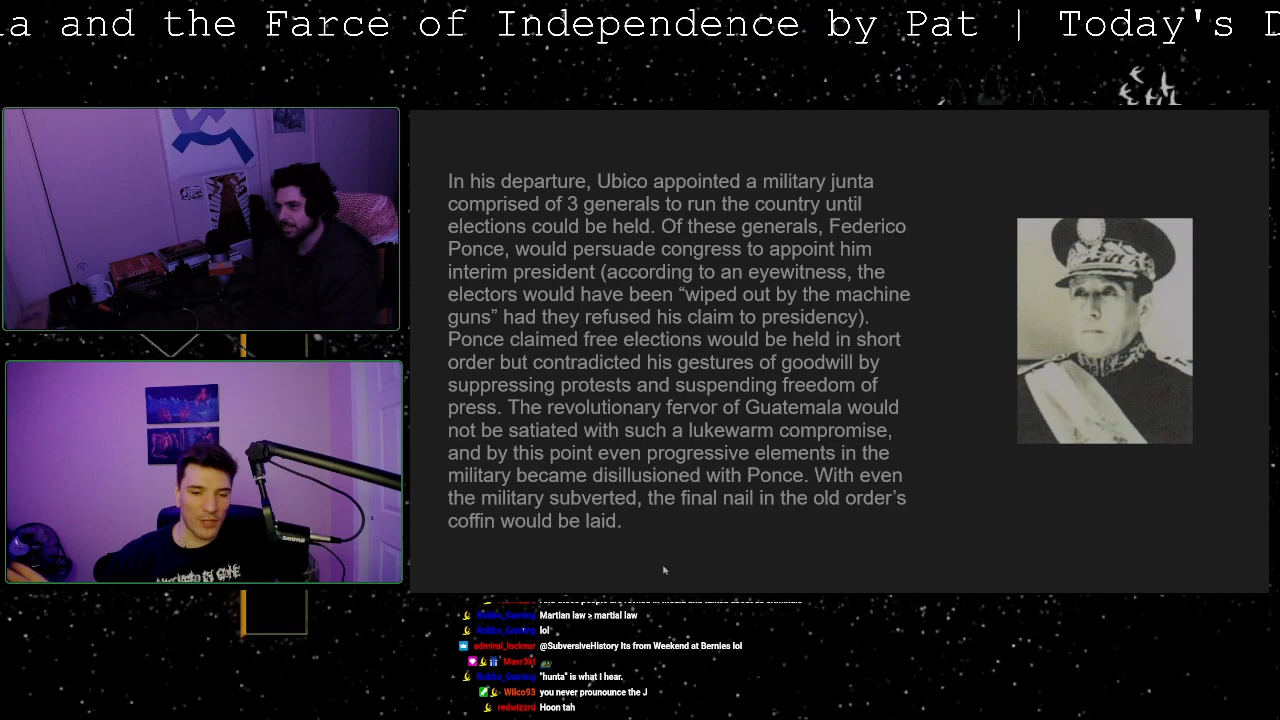 a and the Farce of Independence by Pat | Today's D
In his departure, Ubico appointed a military junta
comprised of 3 generals to run the country until
elections could be held. Of these generals, Federico
Ponce, would persuade congress to appoint him
interim president (according to an eyewitness, the
electors would have been “wiped out by the machine
guns” had they refused his claim to presidency).
Ponce claimed free elections would be held in short
order but contradicted his gestures of goodwill by
suppressing protests and suspending freedom of
press. The revolutionary fervor of Guatemala would
not be satiated with such a lukewarm compromise,
and by this point even progressive elements in the
military became disillusioned with Ponce. With even
the military subverted, the final nail in the old order’s
coffin would be laid.
Robbo_Gaming Martian law > martial law
Robbo_Gaming lol
admiral_locknar @SubversiveHistory Its from Weekend at Bernies lol
Robbo_Gaming "hunta" is what I hear.
Wilco93 you never prounounce the J
redwizzrd Hoon tah